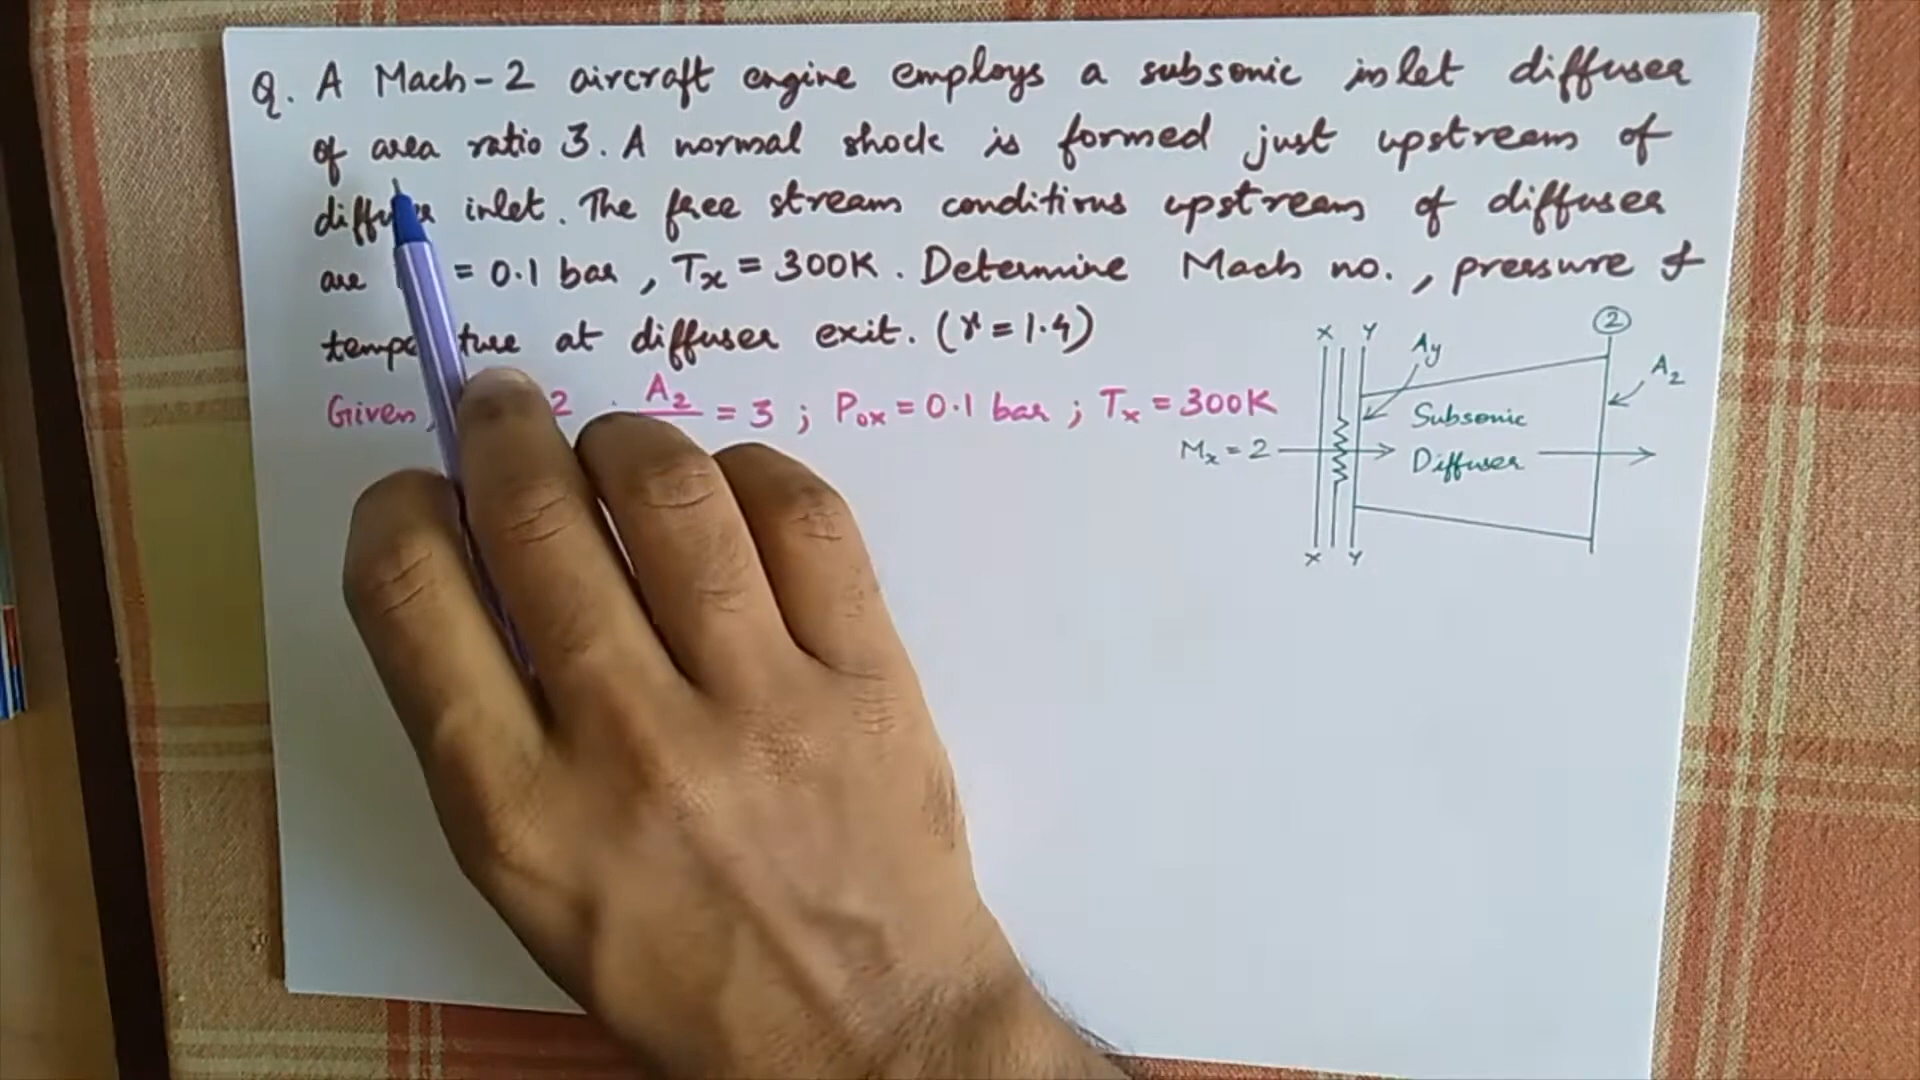 Q. A Mach-2 aircraft engine employs a subsonic inlet diffuser
of area ratio 3. A normal shock is formed just upstream of
diffuser inlet. The free stream conditions upstream of diffuser
are = 0.1 bar, Tx = 300K. Determine Mach no., pressure &
at diffuser exit. (γ = 1.4)
Given, 2 ; A2 = 3 ; Pox = 0.1 bar ; Tx = 300K
X Y
Ay
2
A2
Subsonic
Diffuser
Mx = 2
X Y